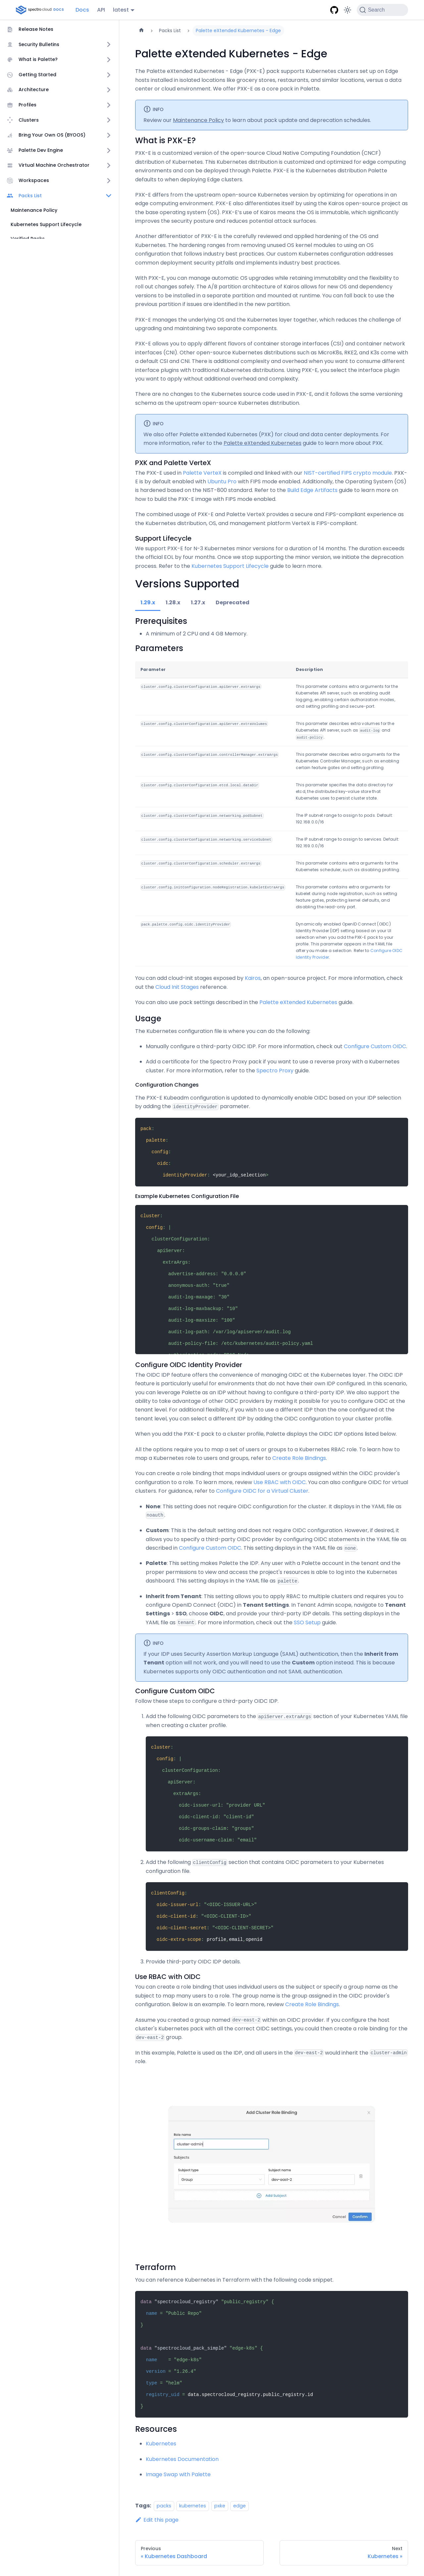 spectro cloud DOCS
Docs
API
latest
Search
Release Notes
Security Bulletins
What is Palette?
Getting Started
Architecture
Profiles
Clusters
Bring Your Own OS (BYOOS)
Palette Dev Engine
Virtual Machine Orchestrator
Workspaces
Packs List
Maintenance Policy
Kubernetes Support Lifecycle
Packs List
Palette eXtended Kubernetes - Edge
Palette eXtended Kubernetes - Edge
The Palette eXtended Kubernetes - Edge (PXK-E) pack supports Kubernetes clusters set up on edge or data center environments. We offer PXK-E as a core pack in Palette.
INFO
Review our Maintenance Policy to learn about pack update and deprecation schedules.
What is PXK-E?
PXK-E is a customized version of the open-source Cloud Native Computing Foundation (CNCF) distribution of Kubernetes. This Kubernetes distribution is customized and optimized for edge computing environments and can be deployed through Palette. PXK-E is the Kubernetes distribution Palette defaults to when deploying Edge clusters.
PXK-E differs from the upstream open-source Kubernetes version by optimizing for operations in an edge computing environment. PXK-E also differentiates itself by using the Kairos open-source project as the base operating system (OS). PXK-E's use of Kairos means the OS is immutable, which significantly improves the security posture and reduces potential attack surfaces.
Another differentiator of PXK-E is the carefully reviewed and applied hardening of the OS and Kubernetes. The hardening ranges from removing unused OS kernel modules to using an OS configuration that follows industry best practices. Our custom Kubernetes configuration addresses common deployment security pitfalls and implements industry best practices.
With PXK-E, you can manage automatic OS upgrades while retaining immutability and the flexibility to roll out changes safely. The A/B partition architecture of Kairos allows for new OS and dependency versions to be installed in a separate partition and mounted at runtime. You can fall back to use the previous partition if issues are identified in the new partition.
PXK-E manages the underlying OS and the Kubernetes layer together, which reduces the challenge of upgrading and maintaining two separate components.
PXK-E allows you to apply different flavors of container storage interfaces (CSI) and container network interfaces (CNI). Other open-source Kubernetes distributions such as MicroK8s, RKE2, and K3s come with a default CSI and CNI. There is additional complexity and overhead from you to enable different interface plugins with traditional Kubernetes distributions. Using PXK-E, you select the interface plugins you want to apply without additional overhead and complexity.
There are no changes to the Kubernetes source code used in PXK-E, and it follows the same versioning schema as the upstream open-source Kubernetes distribution.
INFO
We also offer Palette eXtended Kubernetes (PXK) for cloud and data center deployments. For more information, refer to the Palette eXtended Kubernetes guide to learn more about PXK.
PXK and Palette VerteX
The PXK-E used in Palette VerteX is compiled and linked with our NIST-certified FIPS crypto module. PXK-E is by default enabled with Ubuntu Pro with FIPS mode enabled. Additionally, the Operating System (OS) is hardened based on the NIST-800 standard. Refer to the Build Edge Artifacts guide to learn more on how to build the PXK-E image with FIPS mode enabled.
The combined usage of PXK-E and Palette VerteX provides a secure and FIPS-compliant experience as the Kubernetes distribution, OS, and management platform VerteX is FIPS-compliant.
Support Lifecycle
We support PXK-E for N-3 Kubernetes minor versions for a duration of 14 months. The duration exceeds the official EOL by four months. Once we stop supporting the minor version, we initiate the deprecation process. Refer to the Kubernetes Support Lifecycle guide to learn more.
Versions Supported
1.29.x
1.28.x
1.27.x
Deprecated
Prerequisites
A minimum of 2 CPU and 4 GB Memory.
Parameters
Parameter
Description
cluster.config.clusterConfiguration.apiServer.extraArgs
This parameter contains extra arguments for the Kubernetes API server, such as enabling audit logging, enabling certain authorization modes, and setting profiling and secure-port.
cluster.config.clusterConfiguration.apiServer.extraVolumes
This parameter describes extra volumes for the Kubernetes API server, such as audit-log and audit-policy.
cluster.config.clusterConfiguration.controllerManager.extraArgs
This parameter describes extra arguments for the Kubernetes Controller Manager, such as enabling certain feature gates and setting profiling.
cluster.config.clusterConfiguration.etcd.local.dataDir
This parameter specifies the data directory for etcd, the distributed key-value store that Kubernetes uses to persist cluster state.
cluster.config.clusterConfiguration.networking.podSubnet
The IP subnet range to assign to pods. Default: 192.168.0.0/16
cluster.config.clusterConfiguration.networking.serviceSubnet
The IP subnet range to assign to services. Default: 192.169.0.0/16
cluster.config.clusterConfiguration.scheduler.extraArgs
This parameter contains extra arguments for the Kubernetes scheduler, such as disabling profiling.
cluster.config.initConfiguration.nodeRegistration.kubeletExtraArgs
This parameter contains extra arguments for kubelet during node registration, such as setting feature gates, protecting kernel defaults, and disabling the read-only port.
pack.palette.config.oidc.identityProvider
Dynamically enabled OpenID Connect (OIDC) Identity Provider (IDP) setting based on your UI selection when you add the PXK-E pack to your profile. This parameter appears in the YAML file after you make a selection. Refer to Configure OIDC Identity Provider.
You can add cloud-init stages exposed by Kairos, an open-source project. For more information, check out the Cloud Init Stages reference.
You can also use pack settings described in the Palette eXtended Kubernetes guide.
Usage
The Kubernetes configuration file is where you can do the following:
Manually configure a third-party OIDC IDP. For more information, check out Configure Custom OIDC.
Add a certificate for the Spectro Proxy pack if you want to use a reverse proxy with a Kubernetes cluster. For more information, refer to the Spectro Proxy guide.
Configuration Changes
The PXK-E Kubeadm configuration is updated to dynamically enable OIDC based on your IDP selection by adding the identityProvider parameter.
pack:
palette:
config:
oidc:
identityProvider: <your_idp_selection>
Example Kubernetes Configuration File
cluster:
config: |
clusterConfiguration:
apiServer:
extraArgs:
advertise-address: "0.0.0.0"
anonymous-auth: "true"
audit-log-maxage: "30"
audit-log-maxbackup: "10"
audit-log-maxsize: "100"
audit-log-path: /var/log/apiserver/audit.log
audit-policy-file: /etc/kubernetes/audit-policy.yaml
Configure OIDC Identity Provider
The OIDC IDP feature offers the convenience of managing OIDC at the Kubernetes layer. The OIDC IDP feature is particularly useful for environments that do not have their own IDP configured. In this scenario, you can leverage Palette as an IDP without having to configure a third-party IDP. We also support the ability to take advantage of other OIDC providers by making it possible for you to configure OIDC at the tenant level. For additional flexibility, if you wish to use a different IDP than the one configured at the tenant level, you can select a different IDP by adding the OIDC configuration to your cluster profile.
When you add the PXK-E pack to a cluster profile, Palette displays the OIDC IDP options listed below.
All the options require you to map a set of users or groups to a Kubernetes RBAC role. To learn how to map a Kubernetes role to users and groups, refer to Create Role Bindings.
You can create a role binding that maps individual users or groups assigned within the OIDC provider's configuration to a role. To learn more, review Use RBAC with OIDC. You can also configure OIDC for virtual clusters. For guidance, refer to Configure OIDC for a Virtual Cluster.
None: This setting does not require OIDC configuration for the cluster. It displays in the YAML file as noauth.
Custom: This is the default setting and does not require OIDC configuration. However, if desired, it allows you to specify a third-party OIDC provider by configuring OIDC statements in the YAML file as described in Configure Custom OIDC. This setting displays in the YAML file as none.
Palette: This setting makes Palette the IDP. Any user with a Palette account in the tenant and the proper permissions to view and access the project's resources is able to log into the Kubernetes dashboard. This setting displays in the YAML file as palette.
Inherit from Tenant: This setting allows you to apply RBAC to multiple clusters and requires you to configure OpenID Connect (OIDC) in Tenant Settings. In Tenant Admin scope, navigate to Tenant Settings > SSO, choose OIDC, and provide your third-party IDP details. This setting displays in the YAML file as tenant. For more information, check out the SSO Setup guide.
INFO
If your IDP uses Security Assertion Markup Language (SAML) authentication, then the Inherit from Tenant option will not work, and you will need to use the Custom option instead. This is because Kubernetes supports only OIDC authentication and not SAML authentication.
Configure Custom OIDC
Follow these steps to configure a third-party OIDC IDP.
1. Add the following OIDC parameters to the apiServer.extraArgs section of your Kubernetes YAML file when creating a cluster profile.
cluster:
config: |
clusterConfiguration:
apiServer:
extraArgs:
oidc-issuer-url: "provider URL"
oidc-client-id: "client-id"
oidc-groups-claim: "groups"
oidc-username-claim: "email"
2. Add the following clientConfig section that contains OIDC parameters to your Kubernetes configuration file.
clientConfig:
oidc-issuer-url: "<OIDC-ISSUER-URL>"
oidc-client-id: "<OIDC-CLIENT-ID>"
oidc-client-secret: "<OIDC-CLIENT-SECRET>"
oidc-extra-scope: profile,email,openid
3. Provide third-party OIDC IDP details.
Use RBAC with OIDC
You can create a role binding that uses individual users as the subject or specify a group name as the subject to map many users to a role. The group name is the group assigned in the OIDC provider's configuration. Below is an example. To learn more, review Create Role Bindings.
Assume you created a group named dev-east-2 within an OIDC provider. If you configure the host cluster's Kubernetes pack with all the correct OIDC settings, you could then create a role binding for the dev-east-2 group.
In this example, Palette is used as the IDP, and all users in the dev-east-2 would inherit the cluster-admin role.
Add Cluster Role Binding
Role name
cluster-admin
Subjects
Subject type
Subject name
Group
dev-east-2
Add Subject
Cancel
Confirm
Terraform
You can reference Kubernetes in Terraform with the following code snippet.
data "spectrocloud_registry" "public_registry" {
name = "Public Repo"
}
data "spectrocloud_pack_simple" "edge-k8s" {
name = "edge-k8s"
version = "1.28.4"
type = "helm"
registry_uid = data.spectrocloud_registry.public_registry.id
}
Resources
Kubernetes
Kubernetes Documentation
Image Swap with Palette
Tags:
packs
kubernetes
pxke
edge
Edit this page
Previous
« Kubernetes Dashboard
Next
Kubernetes »